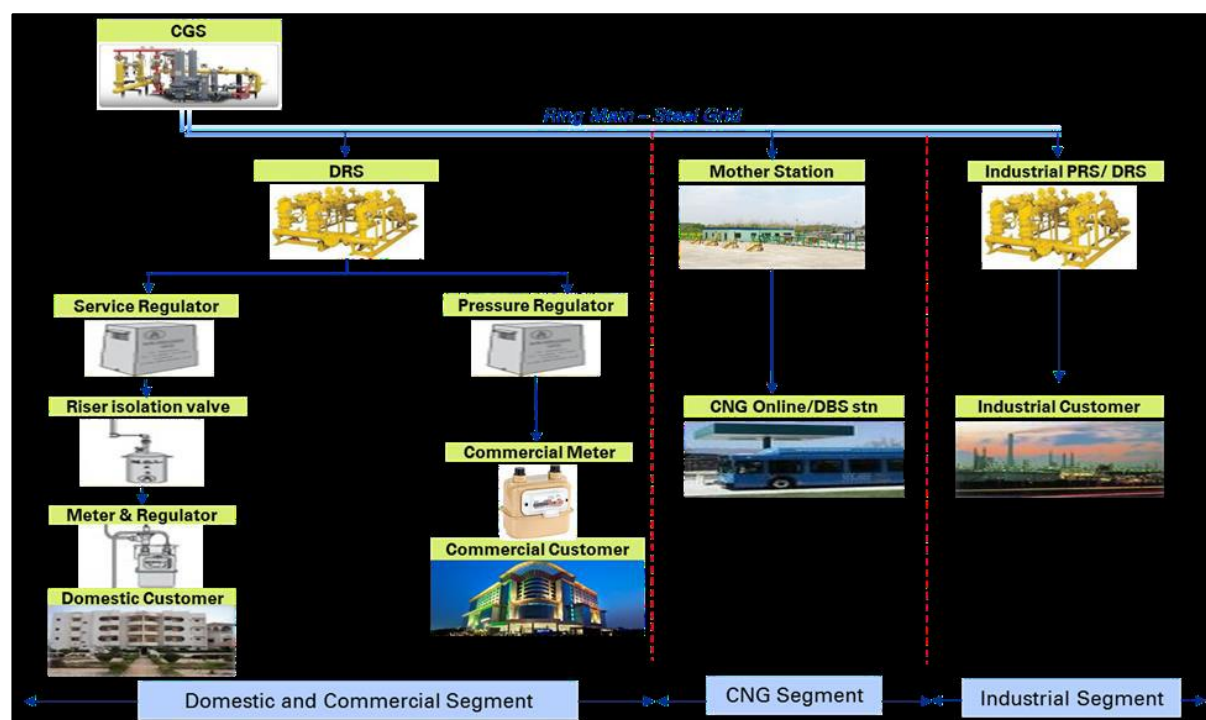 CGS
Ring Main – Steel Grid
DRS
Mother Station
Industrial PRS/ DRS
Service Regulator
Pressure Regulator
Riser isolation valve
CNG Online/DBS stn
Industrial Customer
Commercial Meter
Meter & Regulator
Commercial Customer
Domestic Customer
Domestic and Commercial Segment
CNG Segment
Industrial Segment